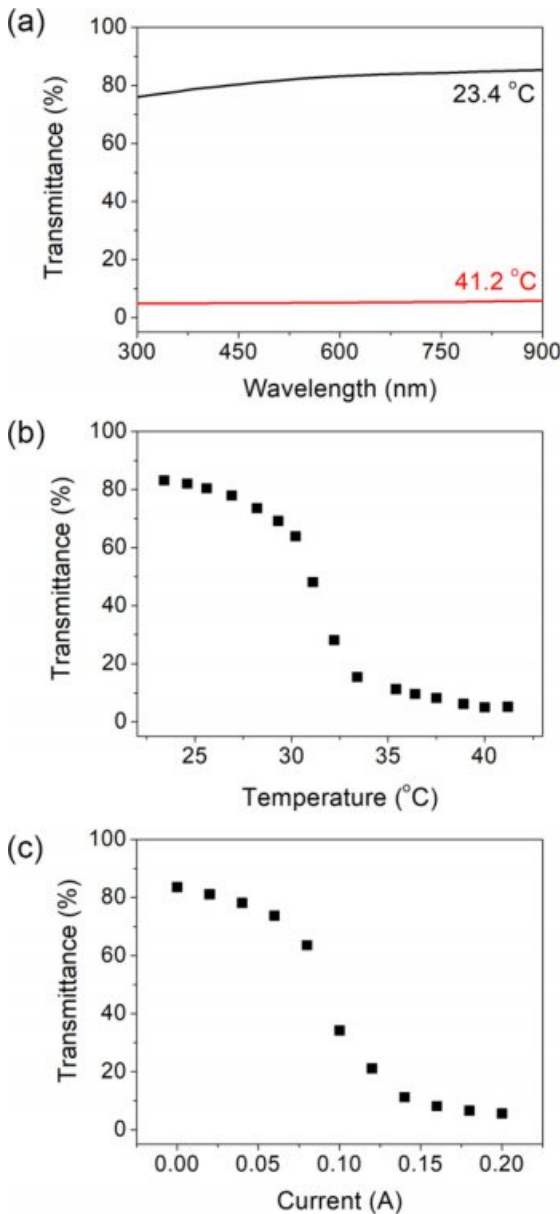 (a)
100
80
60
40
20
0
Transmittance (%)
23.4 °C
41.2 °C
300 450 600 750 900
Wavelength (nm)
(b)
100
80
60
40
20
0
Transmittance (%)
25 30 35 40
Temperature (°C)
(c)
100
80
60
40
20
0
Transmittance (%)
0.00 0.05 0.10 0.15 0.20
Current (A)